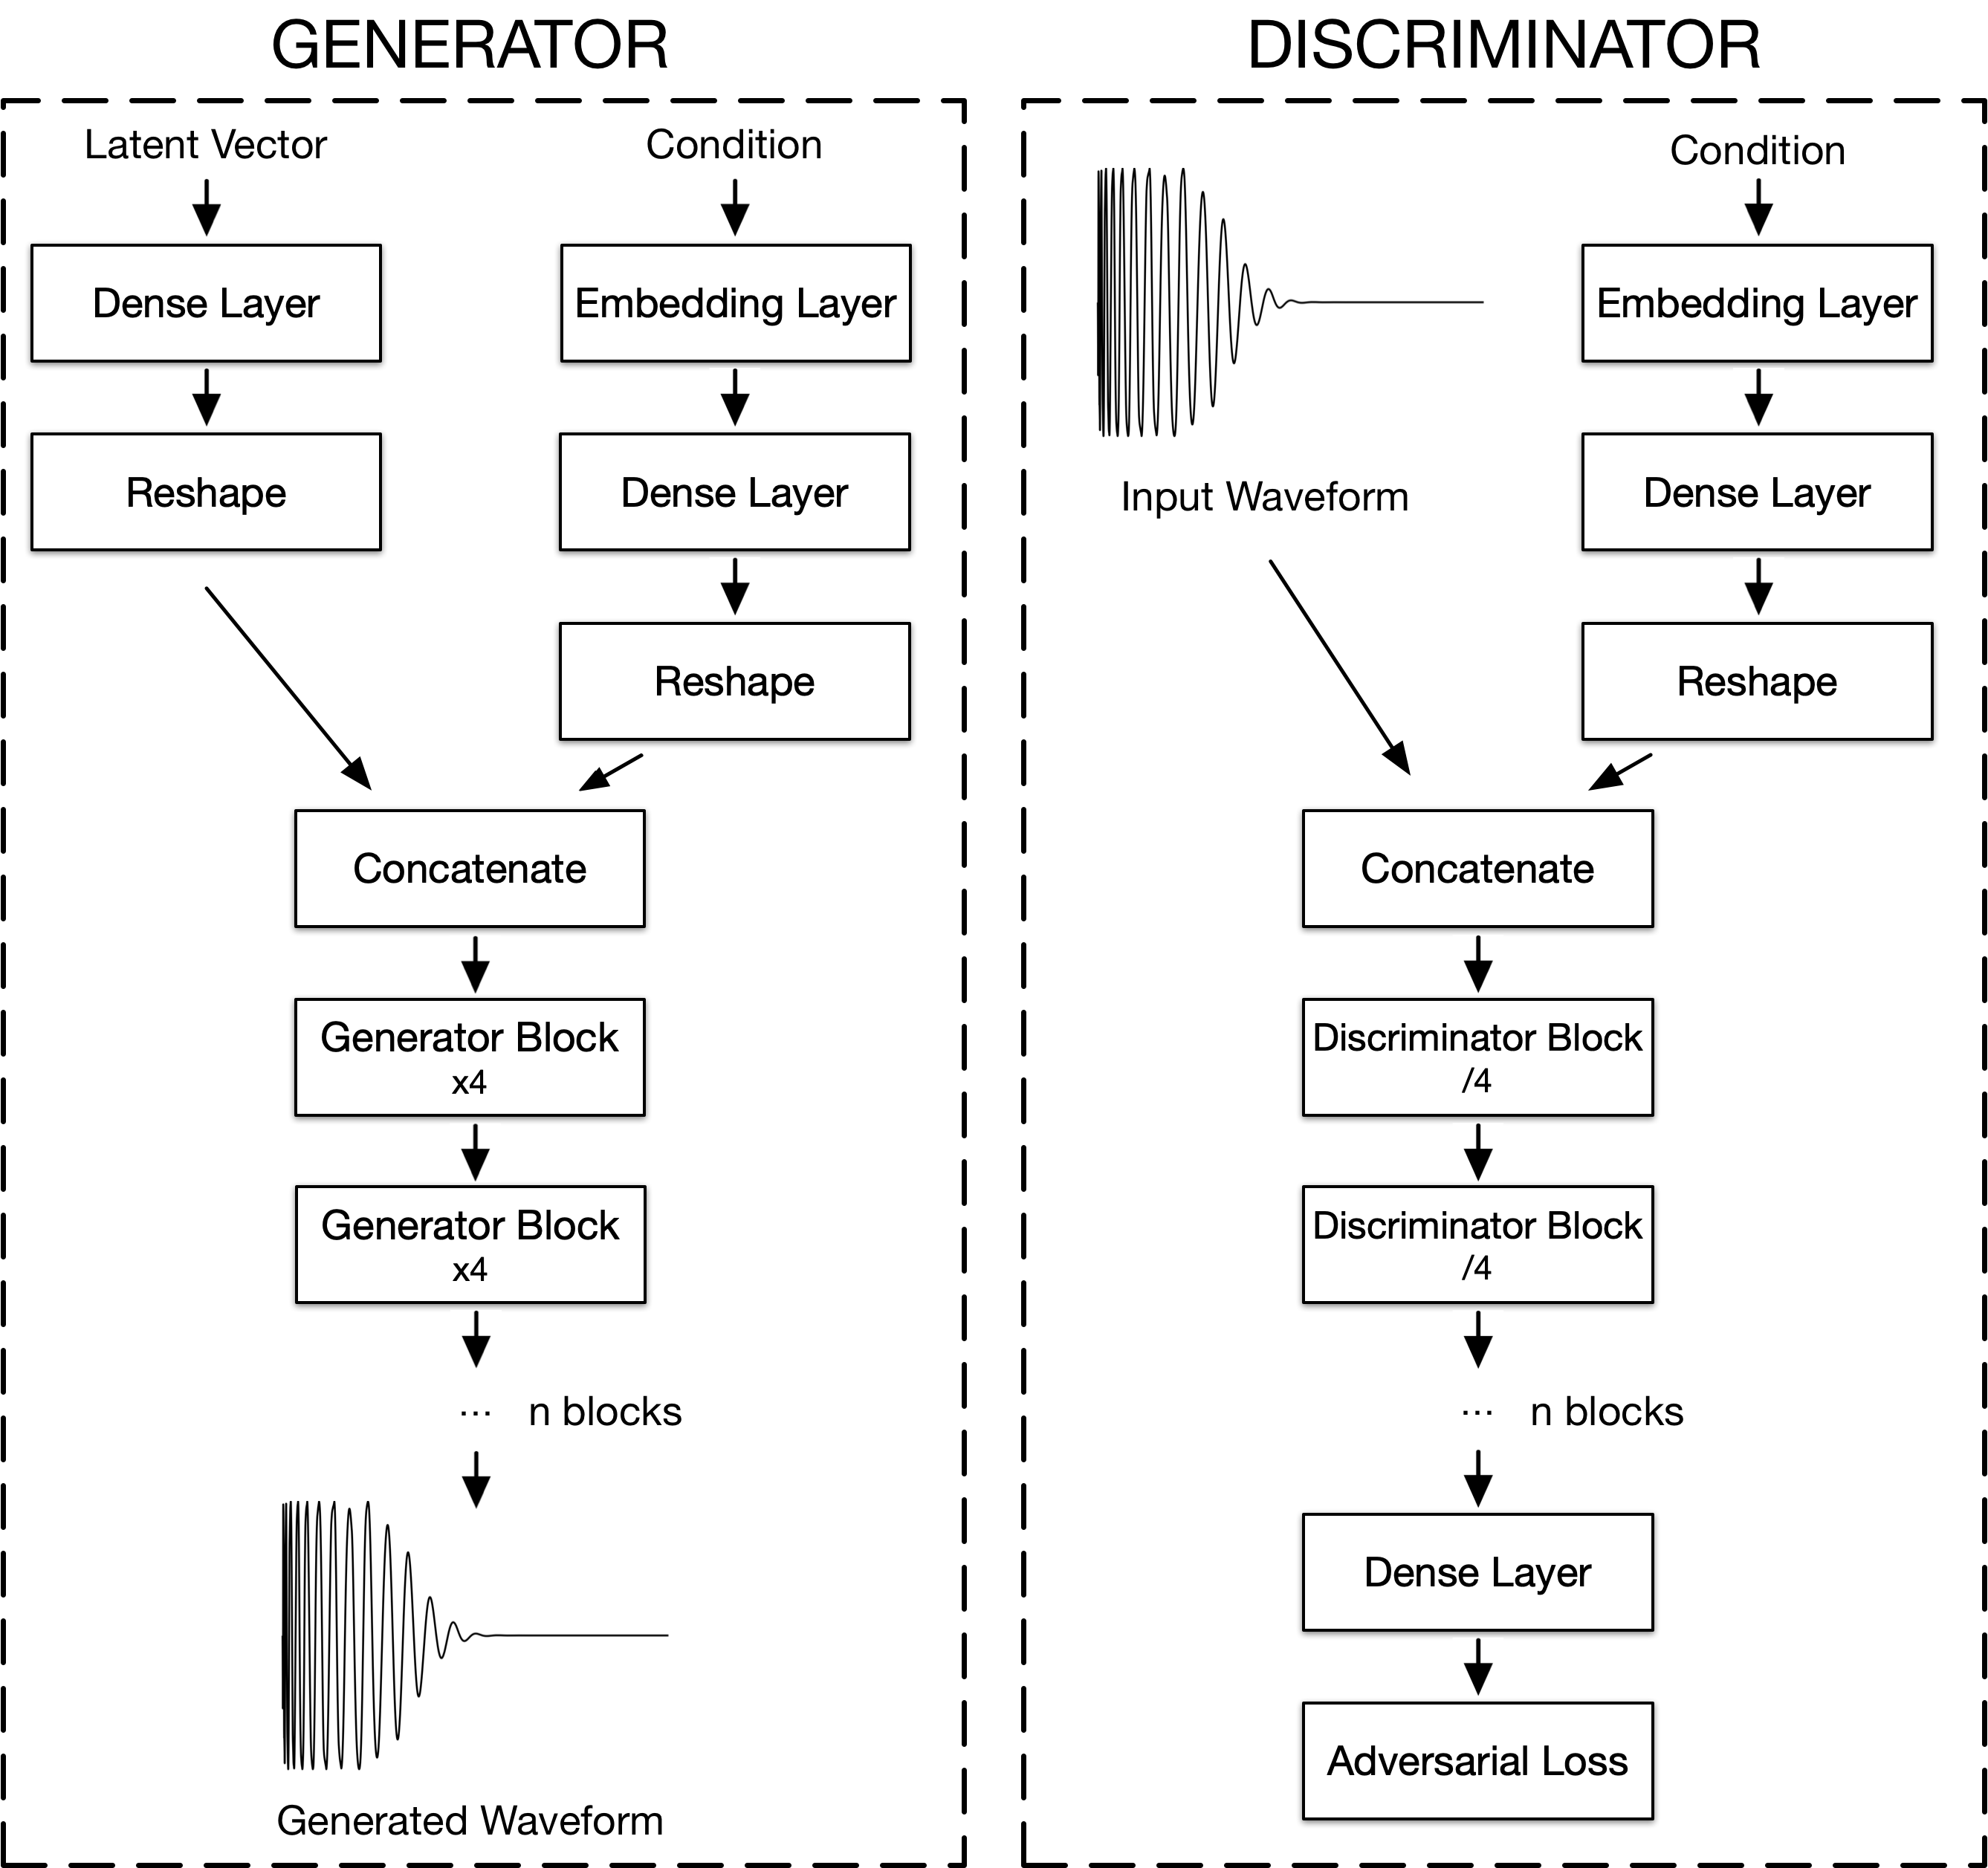 GENERATOR
Latent Vector
Condition
Dense Layer
Embedding Layer
Reshape
Dense Layer
Reshape
Concatenate
Generator Block
x4
Generator Block
x4
... n blocks
Generated Waveform
DISCRIMINATOR
Condition
Embedding Layer
Input Waveform
Dense Layer
Reshape
Concatenate
Discriminator Block
/4
Discriminator Block
/4
... n blocks
Dense Layer
Adversarial Loss